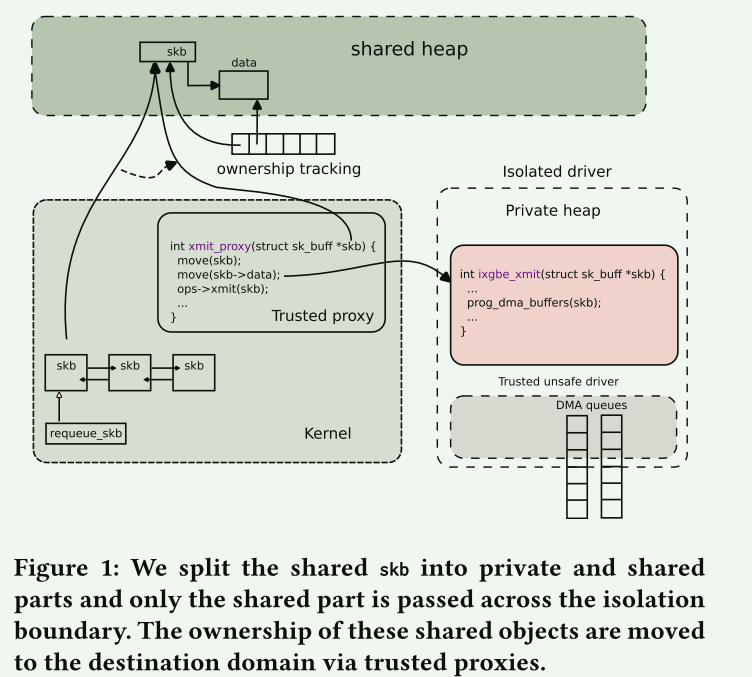 shared heap
skb
data
ownership tracking
Isolated driver
Private heap
int xmit_proxy(struct sk_buff *skb) {
move(skb);
move(skb->data);
ops->xmit(skb);
...
}
Trusted proxy
int ixgbe_xmit(struct sk_buff *skb) {
...
prog_dma_buffers(skb);
...
}
skb
skb
skb
requeue_skb
Kernel
Trusted unsafe driver
DMA queues
Figure 1: We split the shared skb into private and shared
parts and only the shared part is passed across the isolation
boundary. The ownership of these shared objects are moved
to the destination domain via trusted proxies.